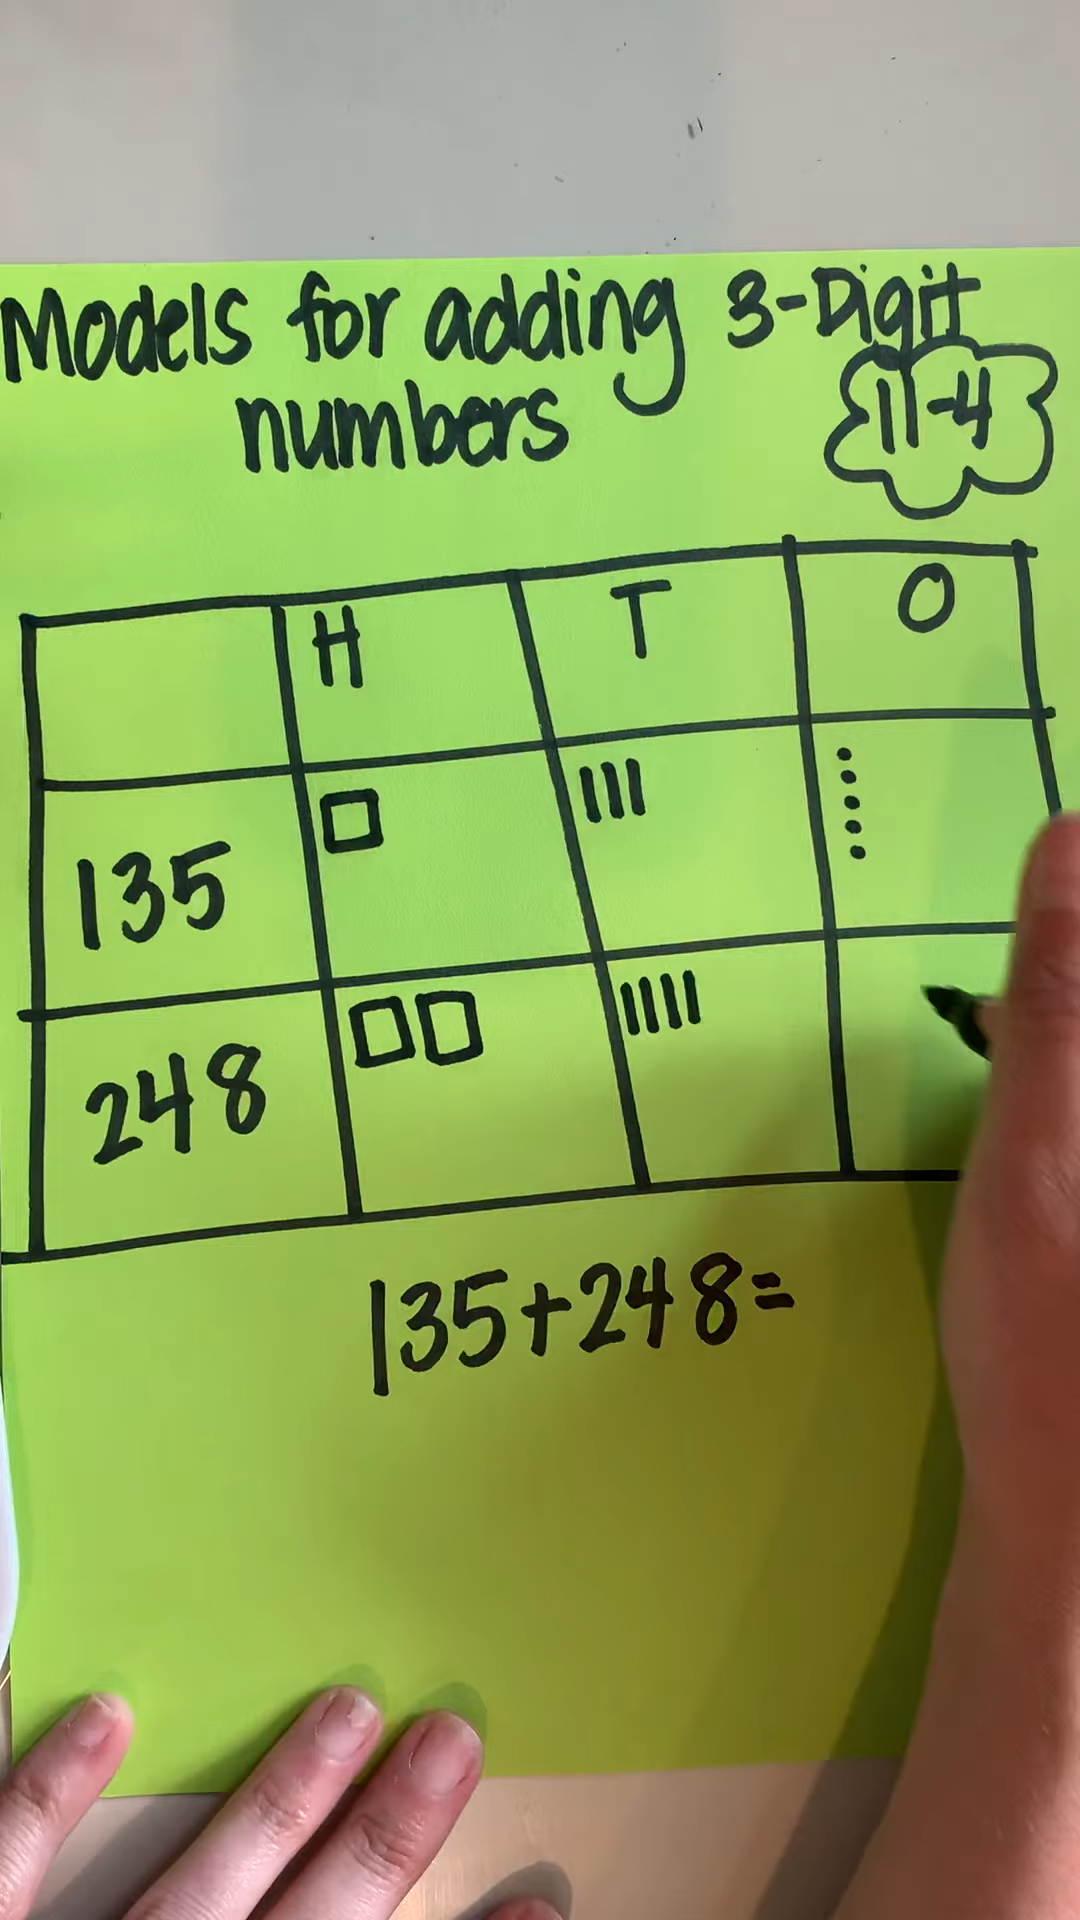 Models for adding 3-Digit
numbers
11-4
H T O
135
248
135+248=